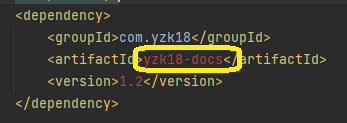 <dependency>
<groupId>com.yzk18</groupId>
<artifactId>yzk18-docs</artifactId>
<version>1.2</version>
</dependency>